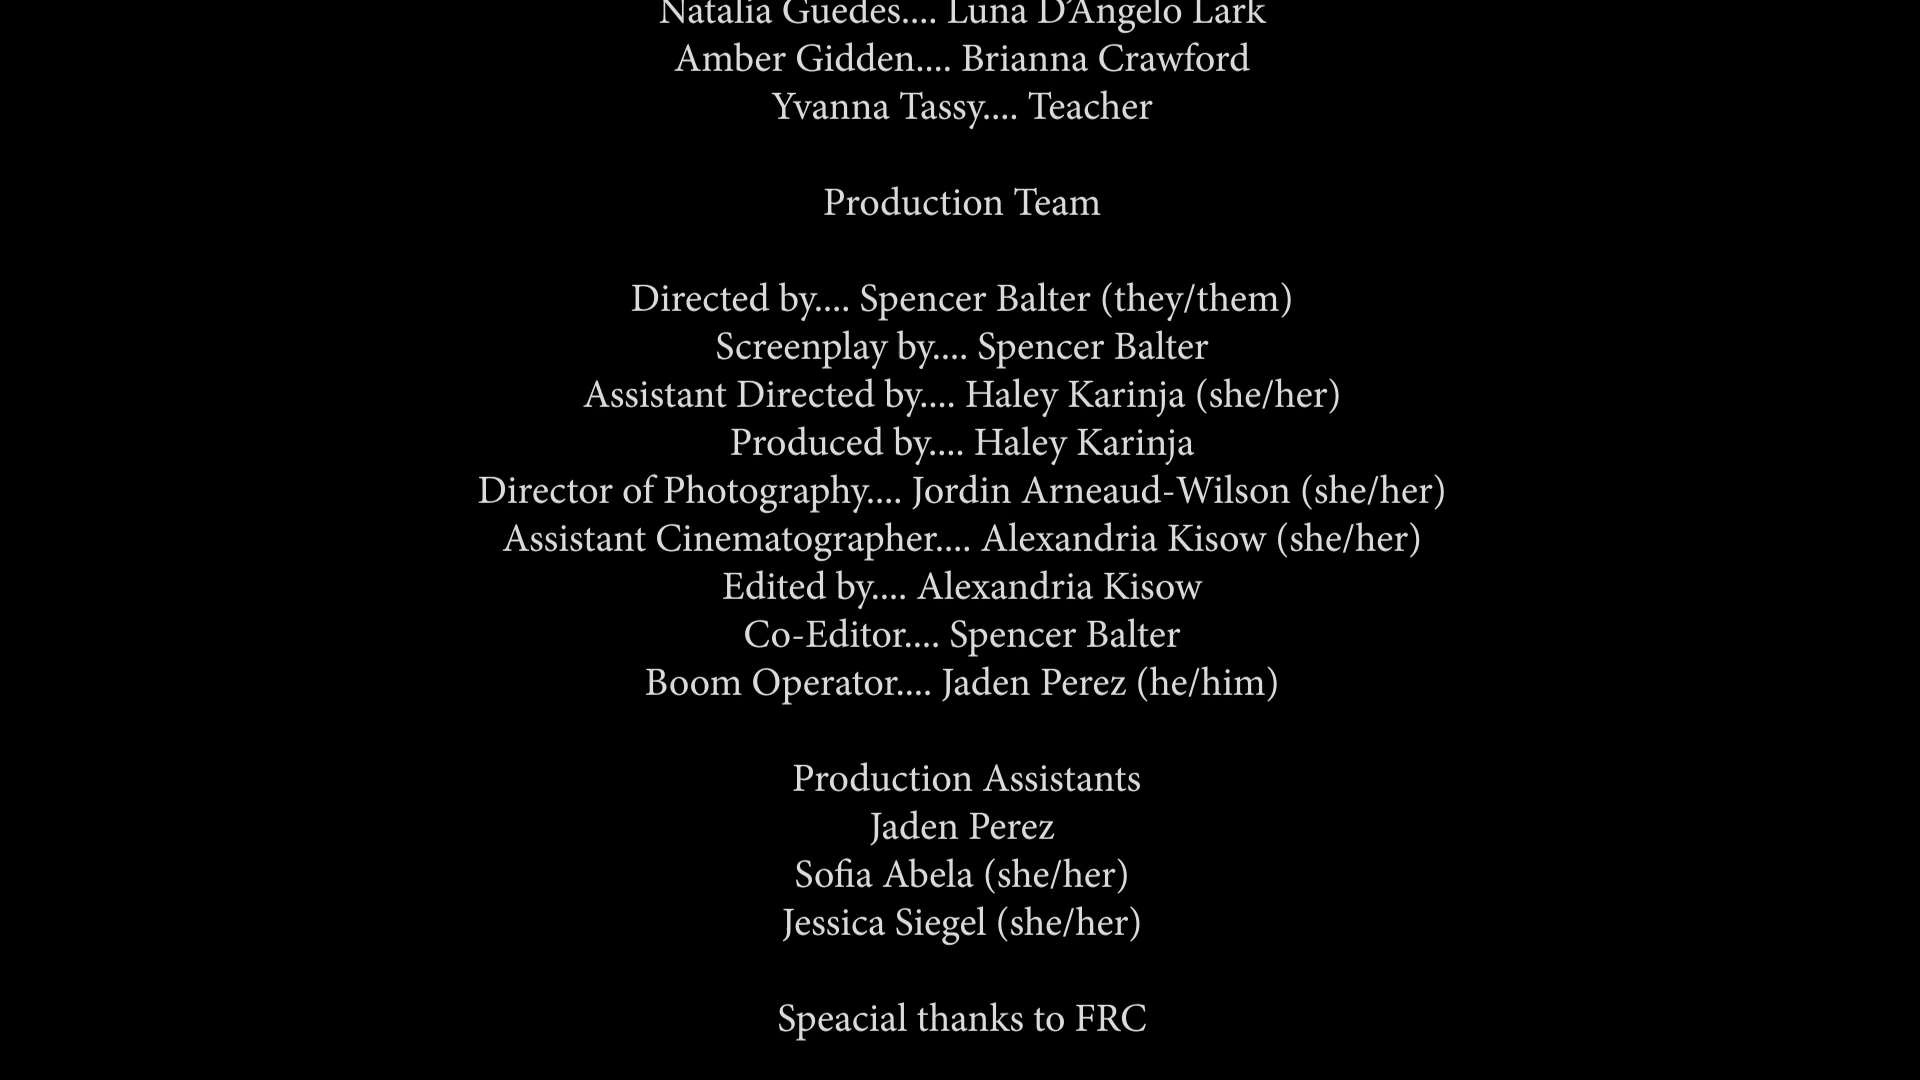 Natalia Guedes.... Luna D'Angelo Lark
Amber Gidden.... Brianna Crawford
Yvanna Tassy.... Teacher
Production Team
Directed by.... Spencer Balter (they/them)
Screenplay by.... Spencer Balter
Assistant Directed by.... Haley Karinja (she/her)
Produced by.... Haley Karinja
Director of Photography.... Jordin Arneaud-Wilson (she/her)
Assistant Cinematographer.... Alexandria Kisow (she/her)
Edited by.... Alexandria Kisow
Co-Editor.... Spencer Balter
Boom Operator.... Jaden Perez (he/him)
Production Assistants
Jaden Perez
Sofia Abela (she/her)
Jessica Siegel (she/her)
Speacial thanks to FRC